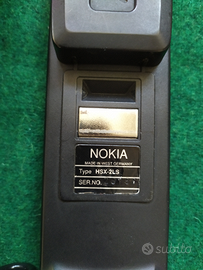 NOKIA
MADE IN WEST GERMANY
Type HSX-2LS
SER.NO.
subito